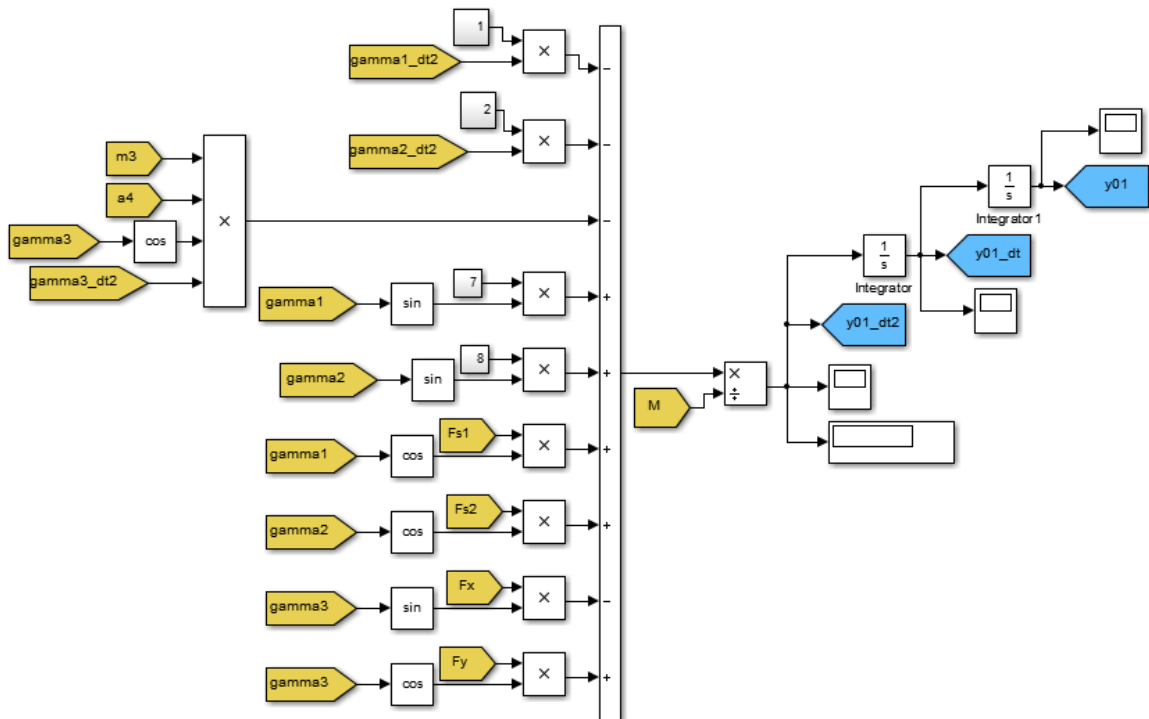 1
×
gamma1_dt2
−
2
×
gamma2_dt2
−
m3
a4
×
−
gamma3
cos
gamma3_dt2
1
s
Integrator1
y01
1
s
Integrator
y01_dt
y01_dt2
7
×
gamma1
sin
+
8
×
gamma2
sin
+
M
×
÷
Fs1
×
gamma1
cos
+
Fs2
×
gamma2
cos
+
Fx
×
gamma3
sin
−
Fy
×
gamma3
cos
+